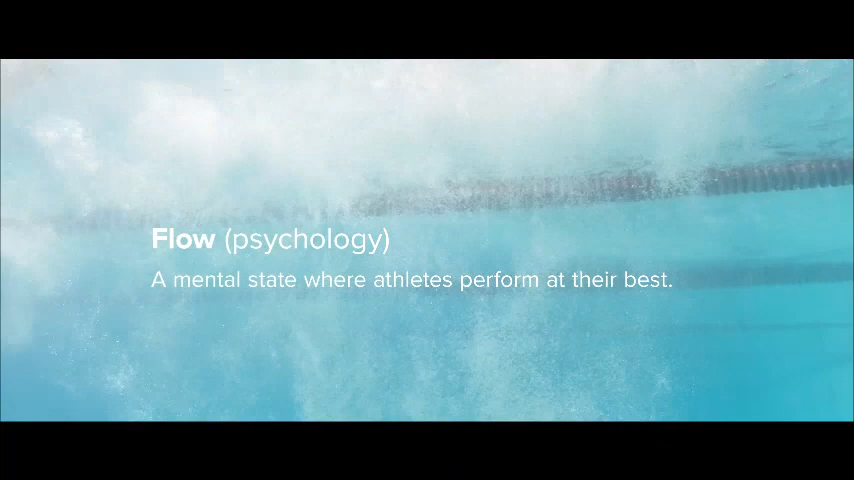 Flow (psychology)
A mental state where athletes perform at their best.